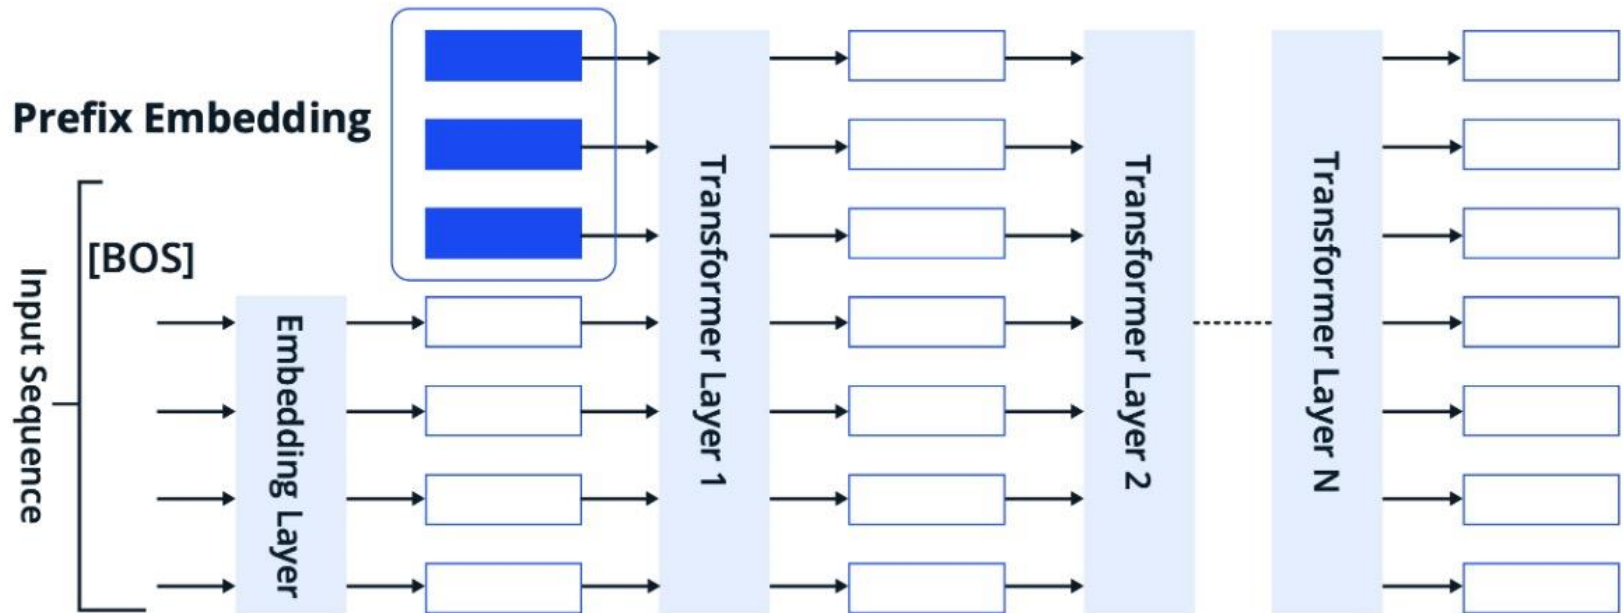 Prefix Embedding
[BOS]
Input Sequence
Embedding Layer
Transformer Layer 1
Transformer Layer 2
Transformer Layer N